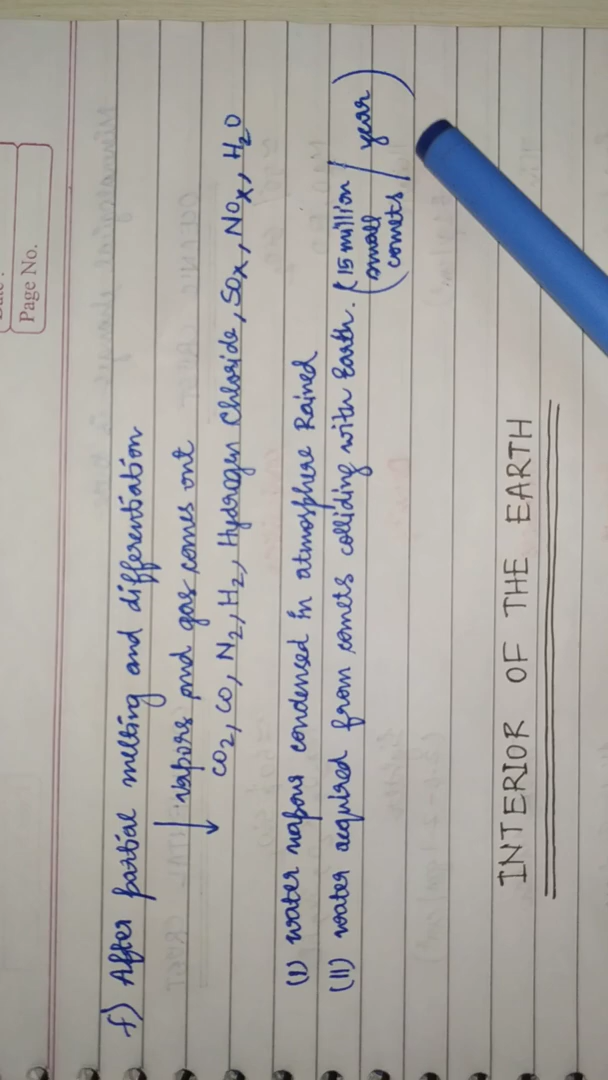 Page No.
f) After partial melting and differentiation
↓ vapors and gas comes out
CO2, CO, N2, H2, Hydrogen Chloride, SOx, NOx, H2O
(I) water vapour condensed in atmosphere Rained
(II) water acquired from comets colliding with Earth. (15 million small comets / year)
INTERIOR OF THE EARTH